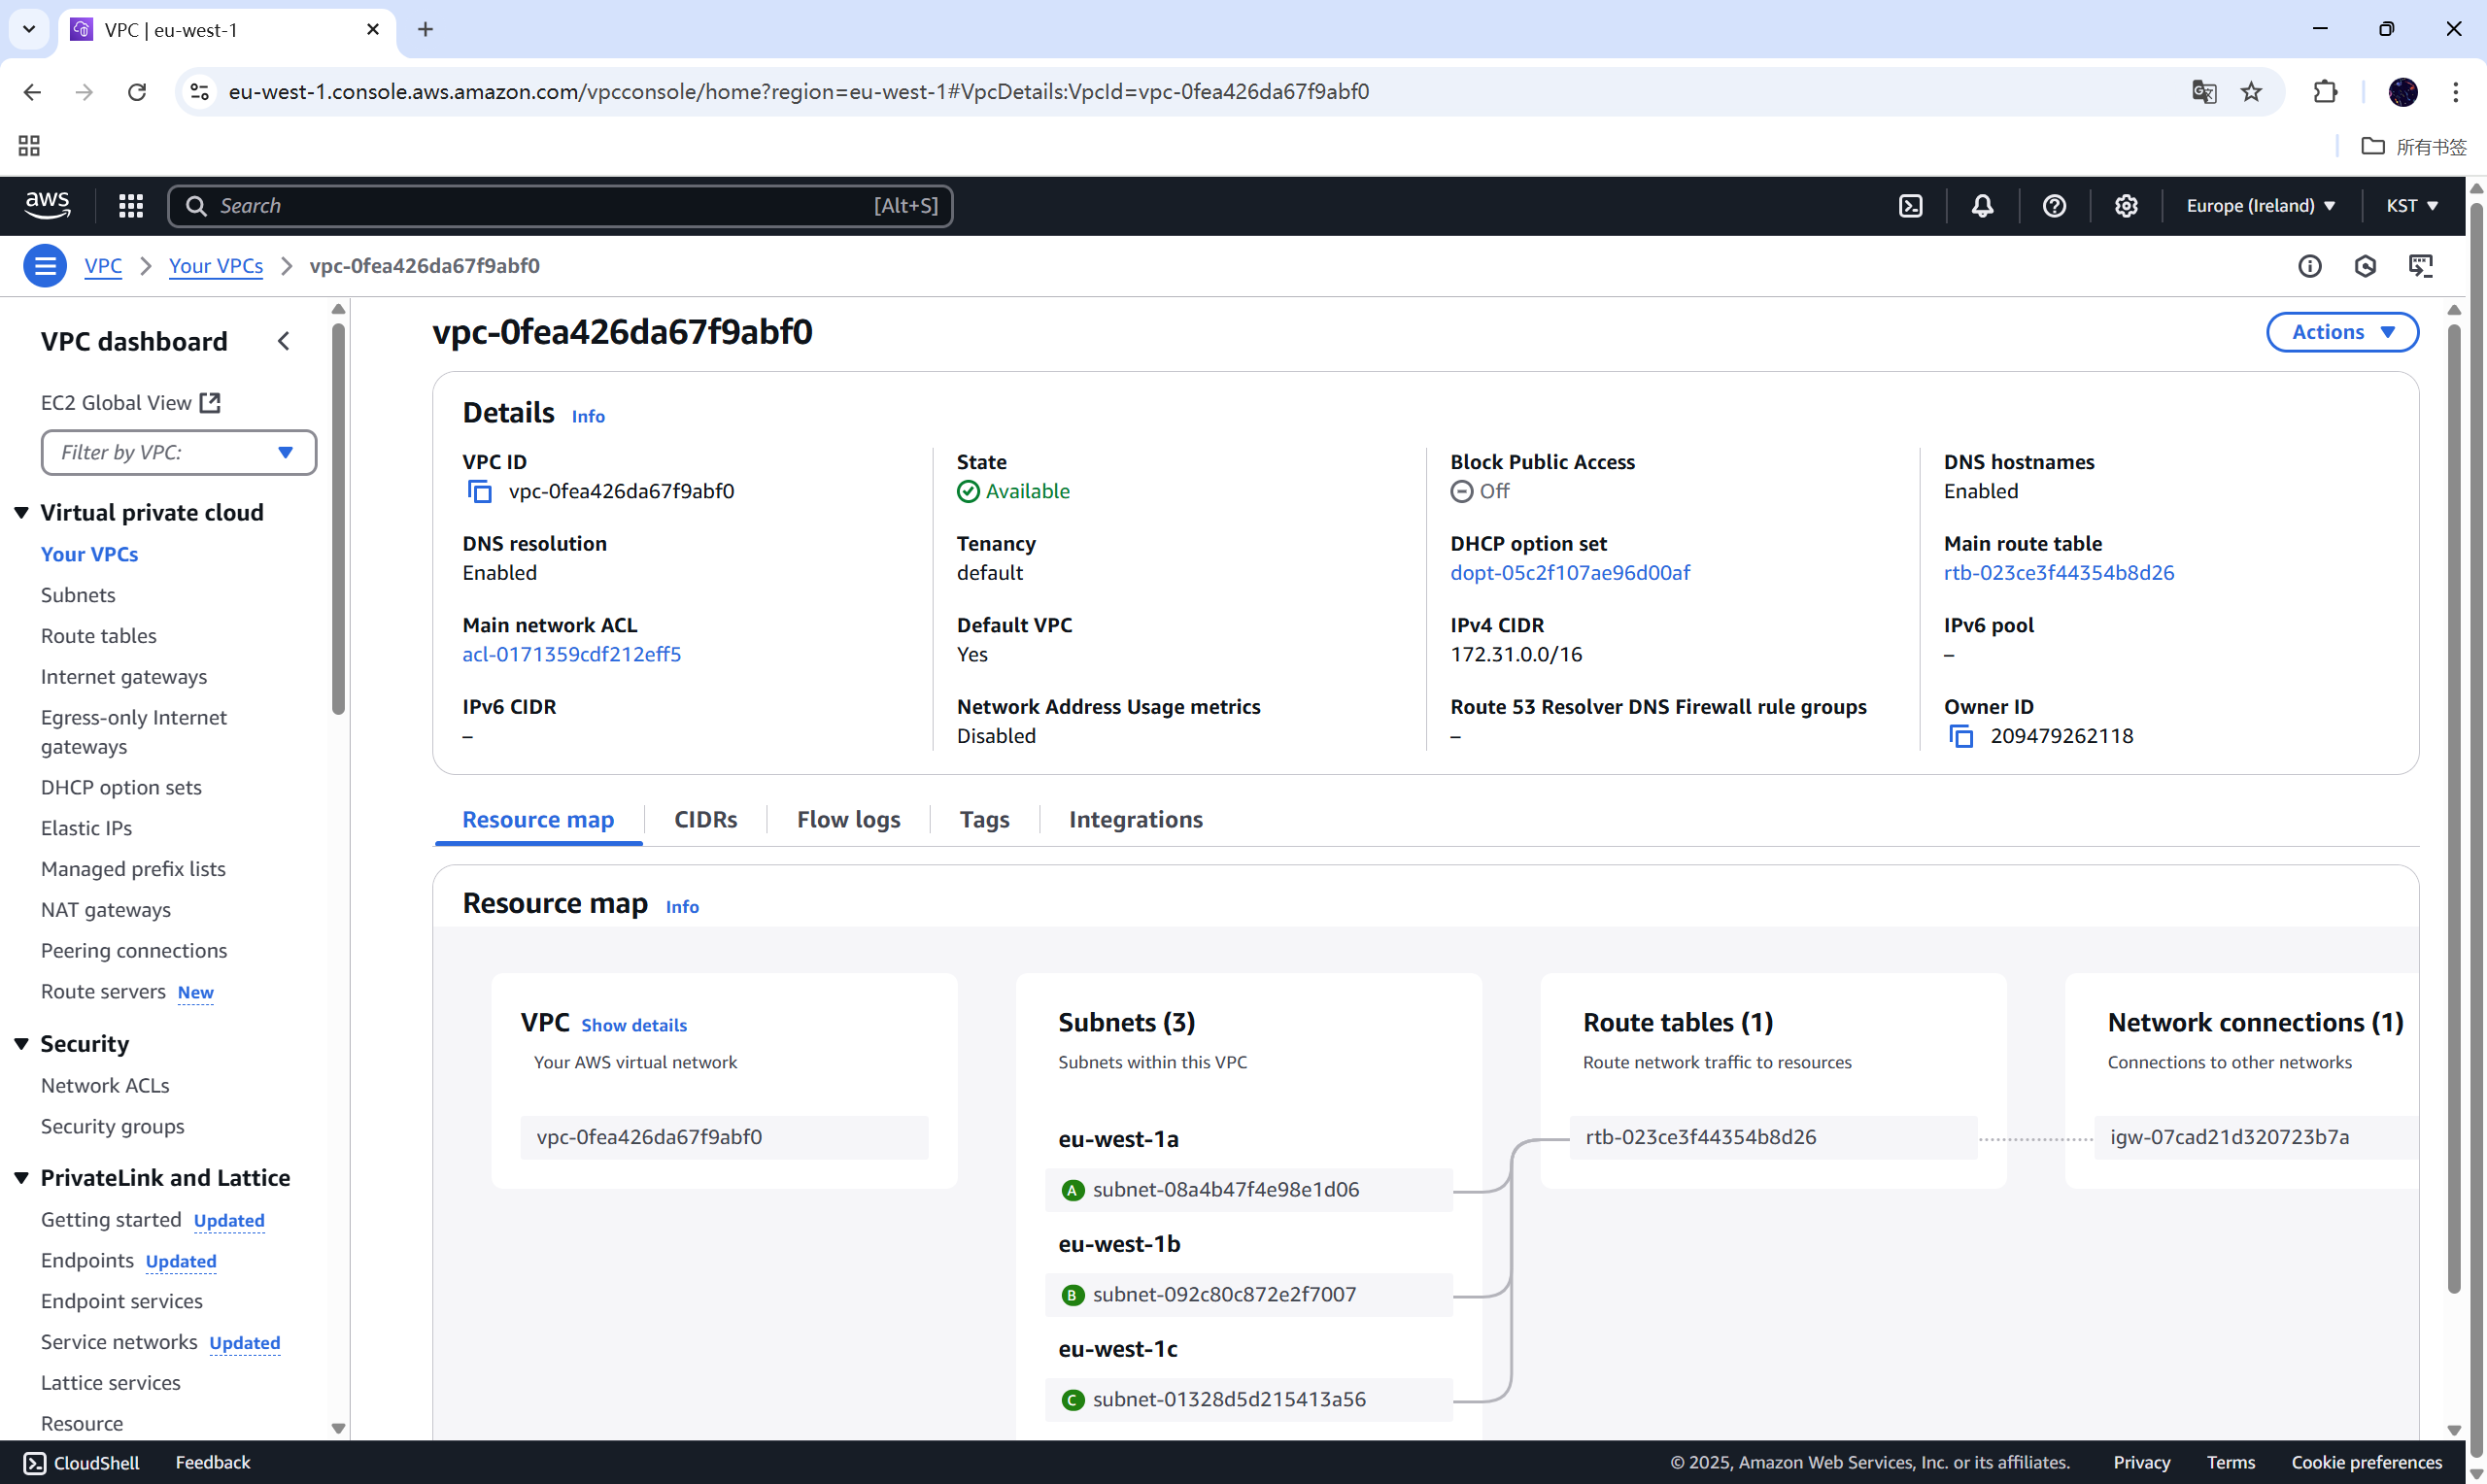 VPC | eu-west-1
eu-west-1.console.aws.amazon.com/vpcconsole/home?region=eu-west-1#VpcDetails:VpcId=vpc-0fea426da67f9abf0
所有书签
aws
Search
[Alt+S]
Europe (Ireland)
KST
VPC
Your VPCs
vpc-0fea426da67f9abf0
VPC dashboard
EC2 Global View
Filter by VPC:
Virtual private cloud
Your VPCs
Subnets
Route tables
Internet gateways
Egress-only Internet
gateways
DHCP option sets
Elastic IPs
Managed prefix lists
NAT gateways
Peering connections
Route servers New
Security
Network ACLs
Security groups
PrivateLink and Lattice
Getting started Updated
Endpoints Updated
Endpoint services
Service networks Updated
Lattice services
Resource
vpc-0fea426da67f9abf0
Actions
Details Info
VPC ID
vpc-0fea426da67f9abf0
State
Available
Block Public Access
Off
DNS hostnames
Enabled
DNS resolution
Enabled
Tenancy
default
DHCP option set
dopt-05c2f107ae96d00af
Main route table
rtb-023ce3f44354b8d26
Main network ACL
acl-0171359cdf212eff5
Default VPC
Yes
IPv4 CIDR
172.31.0.0/16
IPv6 pool
–
IPv6 CIDR
–
Network Address Usage metrics
Disabled
Route 53 Resolver DNS Firewall rule groups
–
Owner ID
209479262118
Resource map
CIDRs
Flow logs
Tags
Integrations
Resource map Info
VPC Show details
Your AWS virtual network
vpc-0fea426da67f9abf0
Subnets (3)
Subnets within this VPC
eu-west-1a
A subnet-08a4b47f4e98e1d06
eu-west-1b
B subnet-092c80c872e2f7007
eu-west-1c
C subnet-01328d5d215413a56
Route tables (1)
Route network traffic to resources
rtb-023ce3f44354b8d26
Network connections (1)
Connections to other networks
igw-07cad21d320723b7a
CloudShell
Feedback
© 2025, Amazon Web Services, Inc. or its affiliates.
Privacy
Terms
Cookie preferences